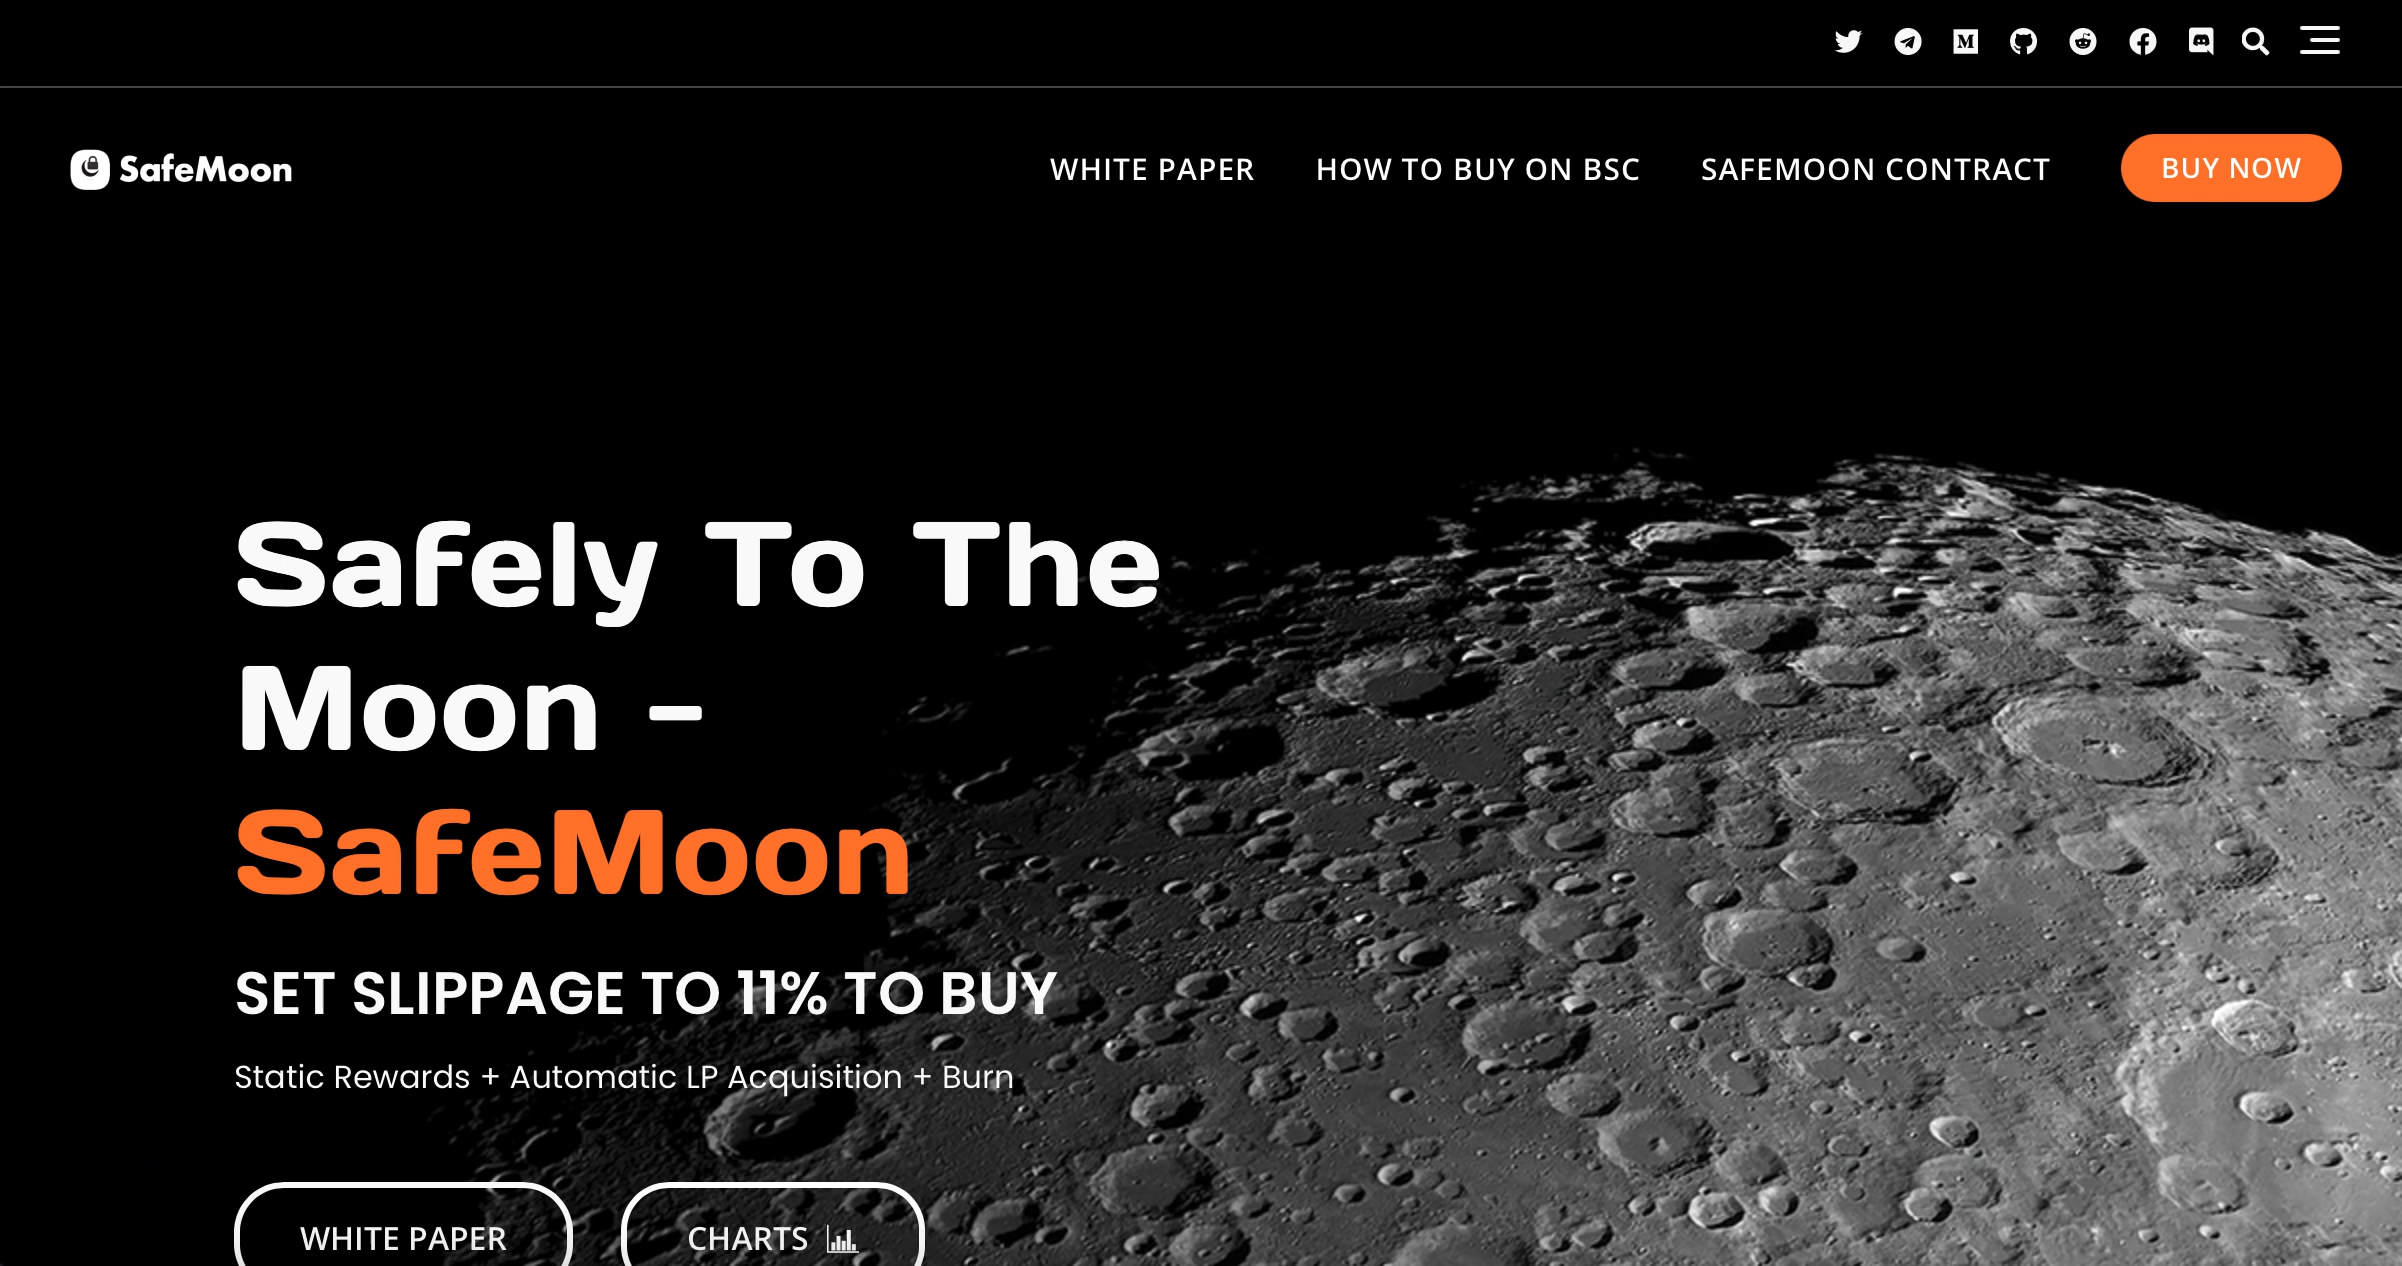 SafeMoon
WHITE PAPER
HOW TO BUY ON BSC
SAFEMOON CONTRACT
BUY NOW
Safely To The
Moon -
SafeMoon
SET SLIPPAGE TO 11% TO BUY
Static Rewards + Automatic LP Acquisition + Burn
WHITE PAPER
CHARTS